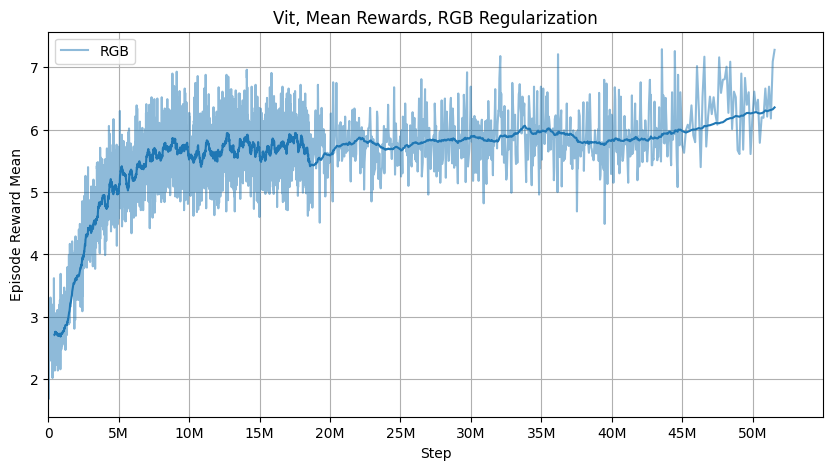 Vit, Mean Rewards, RGB Regularization
RGB
Episode Reward Mean
7
6
5
4
3
2
0 5M 10M 15M 20M 25M 30M 35M 40M 45M 50M
Step